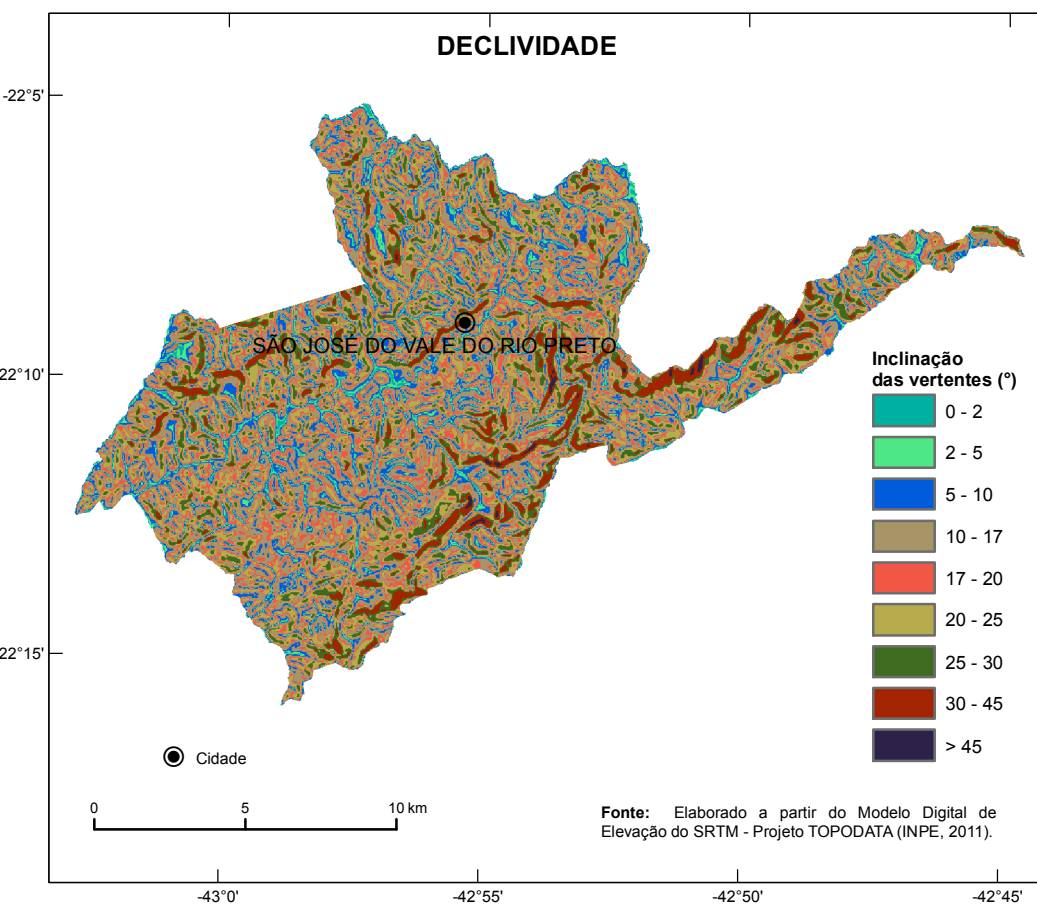 DECLIVIDADE
-22°5'
SÃO JOSÉ DO VALE DO RIO PRETO
22°10'
Inclinação
das vertentes (°)
0 - 2
2 - 5
5 - 10
10 - 17
17 - 20
20 - 25
25 - 30
30 - 45
> 45
22°15'
Cidade
0 5 10 km
Fonte: Elaborado a partir do Modelo Digital de
Elevação do SRTM - Projeto TOPODATA (INPE, 2011).
-43°0' -42°55' -42°50' -42°45'